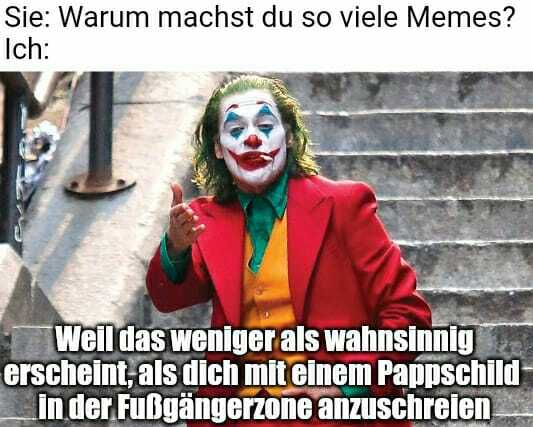 Sie: Warum machst du so viele Memes?
Ich:
Weil das weniger als wahnsinnig
erscheint, als dich mit einem Pappschild
in der Fußgängerzone anzuschreien